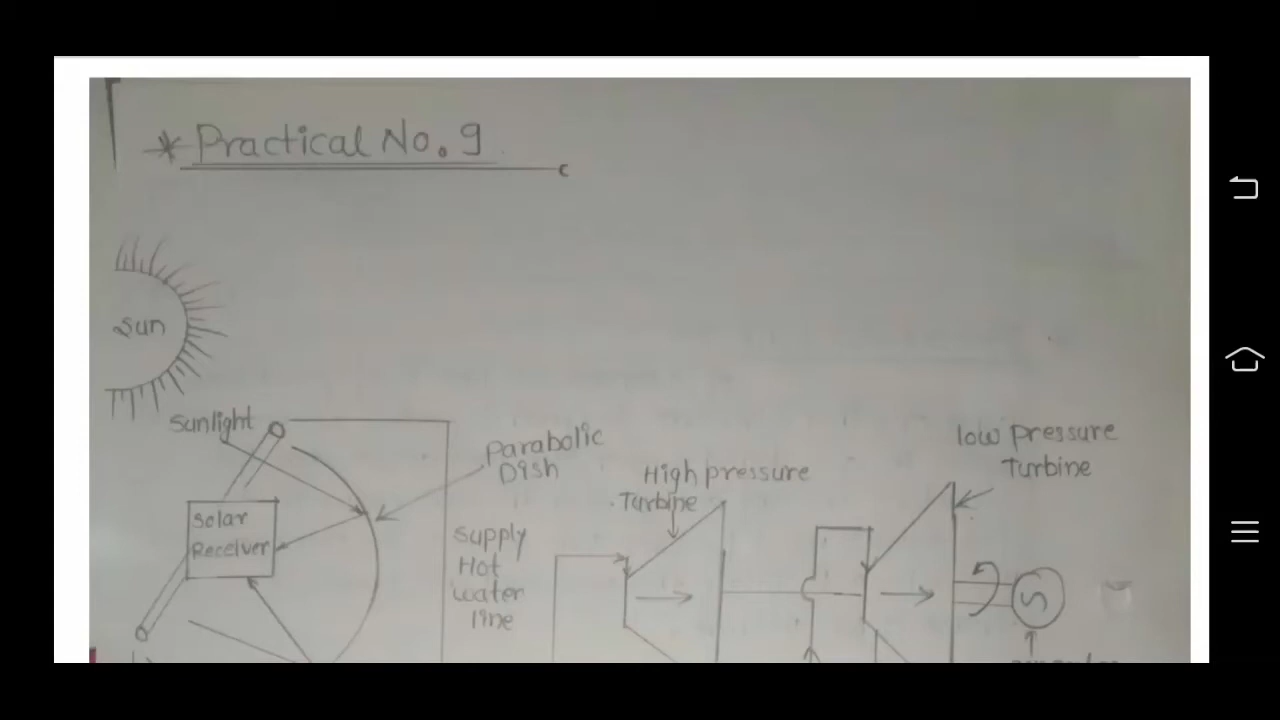 * Practical No. 9
Sun
Sunlight
Parabolic
Dish
Solar
Receiver
Supply
Hot
water
line
High pressure
Turbine
low pressure
Turbine
S